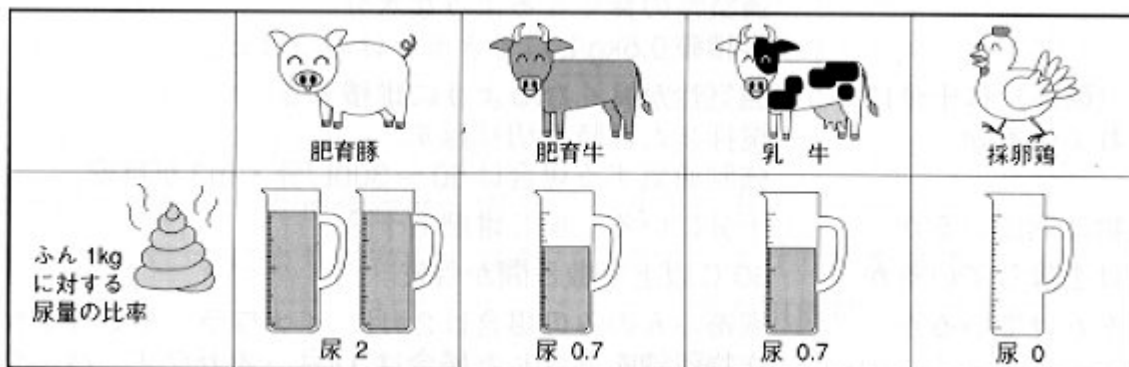 肥育豚
肥育牛
乳 牛
採卵鶏
ふん 1kg
に対する
尿量の比率
尿 2
尿 0.7
尿 0.7
尿 0